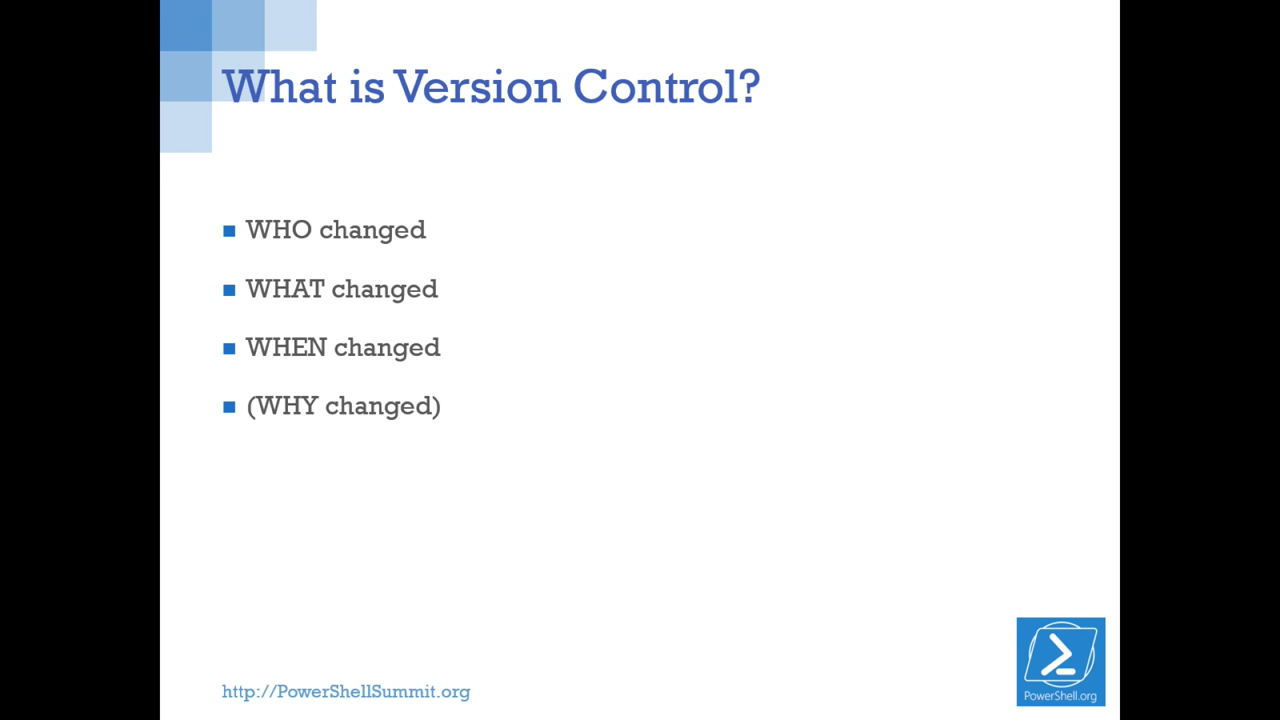 What is Version Control?
WHO changed
WHAT changed
WHEN changed
(WHY changed)
http://PowerShellSummit.org
PowerShell.org